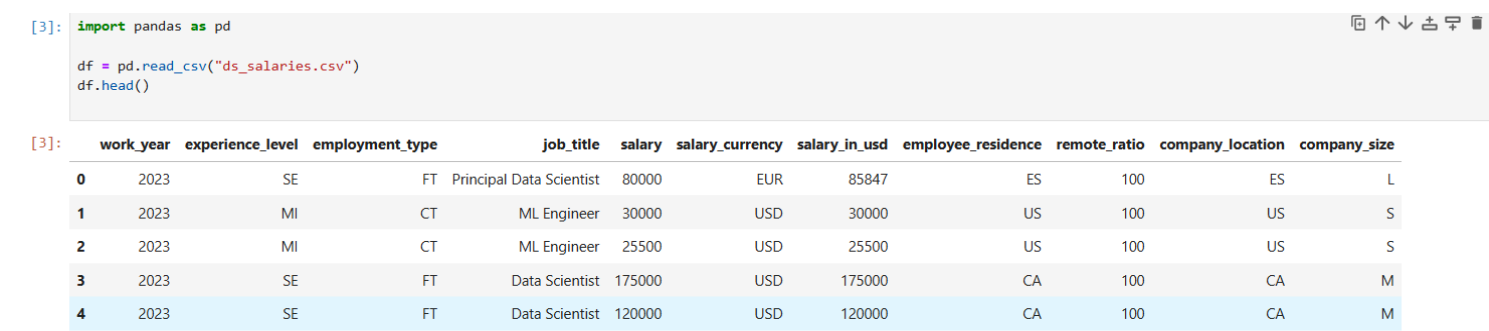 [3]: import pandas as pd
df = pd.read_csv("ds_salaries.csv")
df.head()
[3]: work_year experience_level employment_type job_title salary salary_currency salary_in_usd employee_residence remote_ratio company_location company_size
0 2023 SE FT Principal Data Scientist 80000 EUR 85847 ES 100 ES L
1 2023 MI CT ML Engineer 30000 USD 30000 US 100 US S
2 2023 MI CT ML Engineer 25500 USD 25500 US 100 US S
3 2023 SE FT Data Scientist 175000 USD 175000 CA 100 CA M
4 2023 SE FT Data Scientist 120000 USD 120000 CA 100 CA M